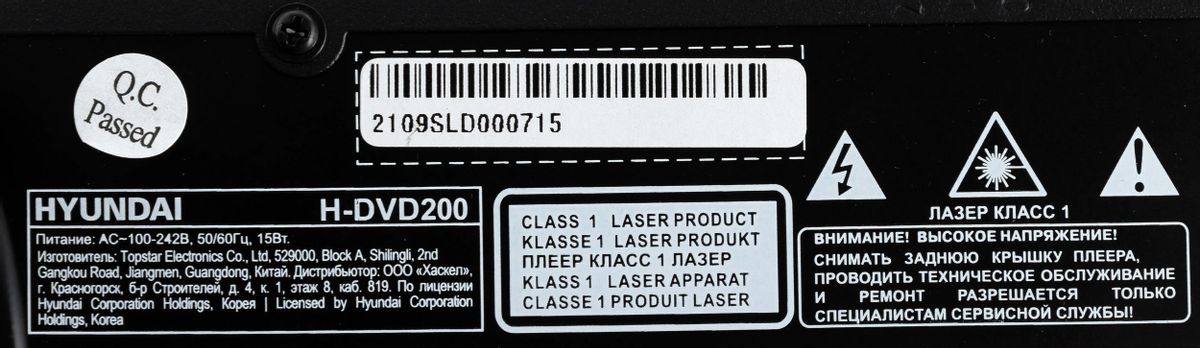 Q.C.
Passed
2109SLD000715
HYUNDAI H-DVD200
Питание: AC~100-242В, 50/60Гц, 15Вт.
Изготовитель: Topstar Electronics Co., Ltd, 529000, Block A, Shilingli, 2nd
Gangkou Road, Jiangmen, Guangdong, Китай. Дистрибьютор: ООО «Хаскел»,
г. Красногорск, б-р Строителей, д. 4, к. 1, этаж 8, каб. 819. По лицензии
Hyundai Corporation Holdings, Корея | Licensed by Hyundai Corporation
Holdings, Korea
CLASS 1 LASER PRODUCT
KLASSE 1 LASER PRODUKT
ПЛЕЕР КЛАСС 1 ЛАЗЕР
KLASS 1 LASER APPARAT
CLASSE 1 PRODUIT LASER
ЛАЗЕР КЛАСС 1
ВНИМАНИЕ! ВЫСОКОЕ НАПРЯЖЕНИЕ!
СНИМАТЬ ЗАДНЮЮ КРЫШКУ ПЛЕЕРА,
ПРОВОДИТЬ ТЕХНИЧЕСКОЕ ОБСЛУЖИВАНИЕ
И РЕМОНТ РАЗРЕШАЕТСЯ ТОЛЬКО
СПЕЦИАЛИСТАМ СЕРВИСНОЙ СЛУЖБЫ!